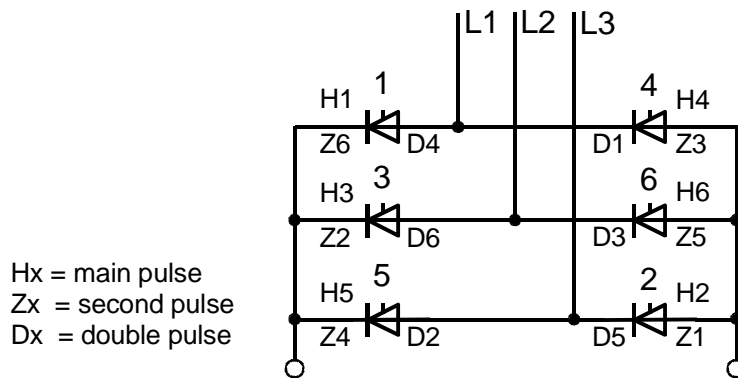 L1 L2 L3
1 4
H1 H4
Z6 D4 D1 Z3
3 6
H3 H6
Z2 D6 D3 Z5
5 2
H5 H2
Z4 D2 D5 Z1
Hx = main pulse
Zx = second pulse
Dx = double pulse